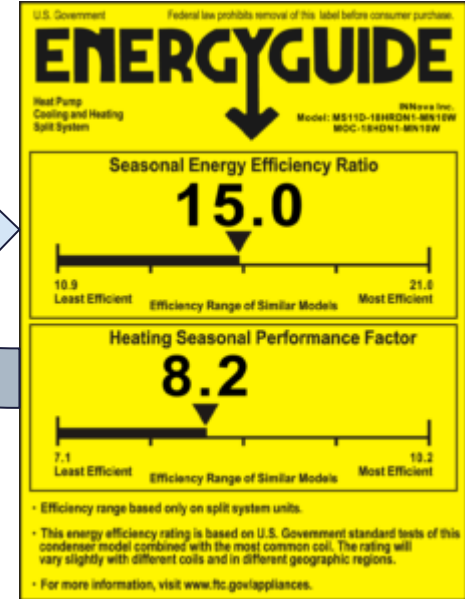 U.S. Government Federal law prohibits removal of this label before consumer purchase.
ENERGYGUIDE
Heat Pump
Cooling and Heating
Split System
INNova Inc.
Model: MS11D-18HRDN1-MN10W
MOC-18HDN1-MN10W
Seasonal Energy Efficiency Ratio
15.0
10.9 21.0
Least Efficient Efficiency Range of Similar Models Most Efficient
Heating Seasonal Performance Factor
8.2
7.1 10.2
Least Efficient Efficiency Range of Similar Models Most Efficient
· Efficiency range based only on split system units.
· This energy efficiency rating is based on U.S. Government standard tests of this
condenser model combined with the most common coil. The rating will
vary slightly with different coils and in different geographic regions.
· For more information, visit www.ftc.gov/appliances.